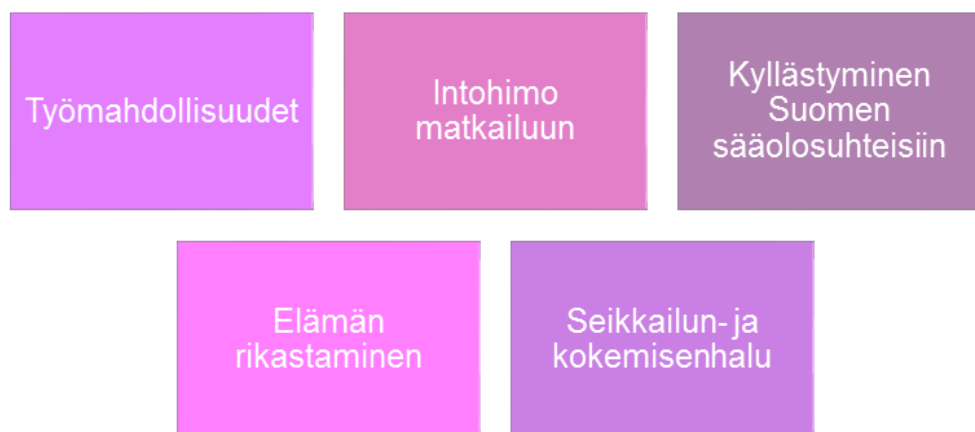 Työmahdollisuudet
Intohimo
matkailuun
Kyllästyminen
Suomen
sääolosuhteisiin
Elämän
rikastaminen
Seikkailun- ja
kokemisenhalu